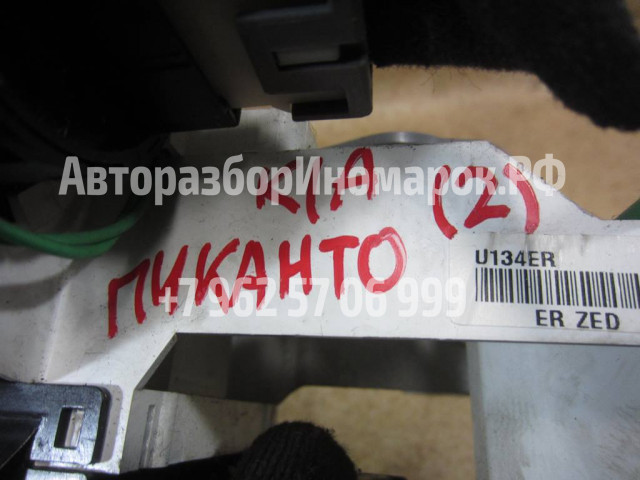 АвторазборИномарок.РФ
KIA (2)
ПИКАНТО
+7 962 57 06 999
U134ER
ER ZED